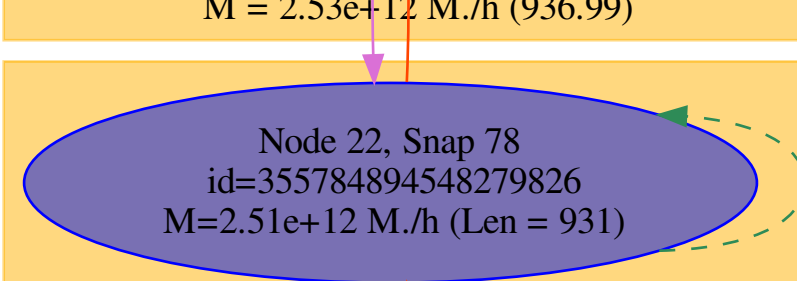 M = 2.53e+12 M./h (936.99)
Node 22, Snap 78
id=355784894548279826
M=2.51e+12 M./h (Len = 931)